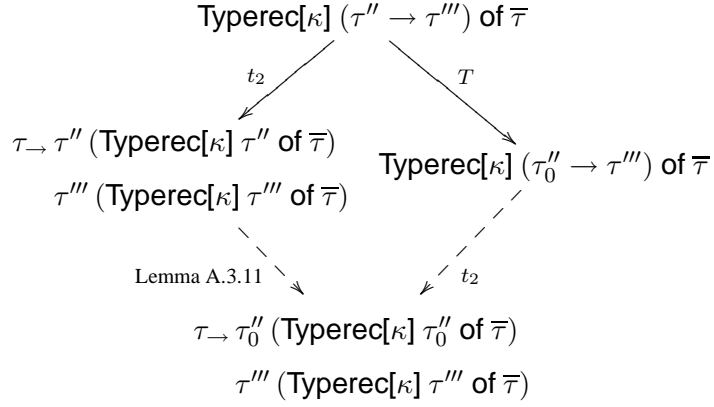 Typerec[κ] (τ′′ → τ′′′) of τ̅
t₂
T
τ→ τ′′ (Typerec[κ] τ′′ of τ̅)
τ′′′ (Typerec[κ] τ′′′ of τ̅)
Typerec[κ] (τ₀′′ → τ′′′) of τ̅
Lemma A.3.11
t₂
τ→ τ₀′′ (Typerec[κ] τ₀′′ of τ̅)
τ′′′ (Typerec[κ] τ′′′ of τ̅)